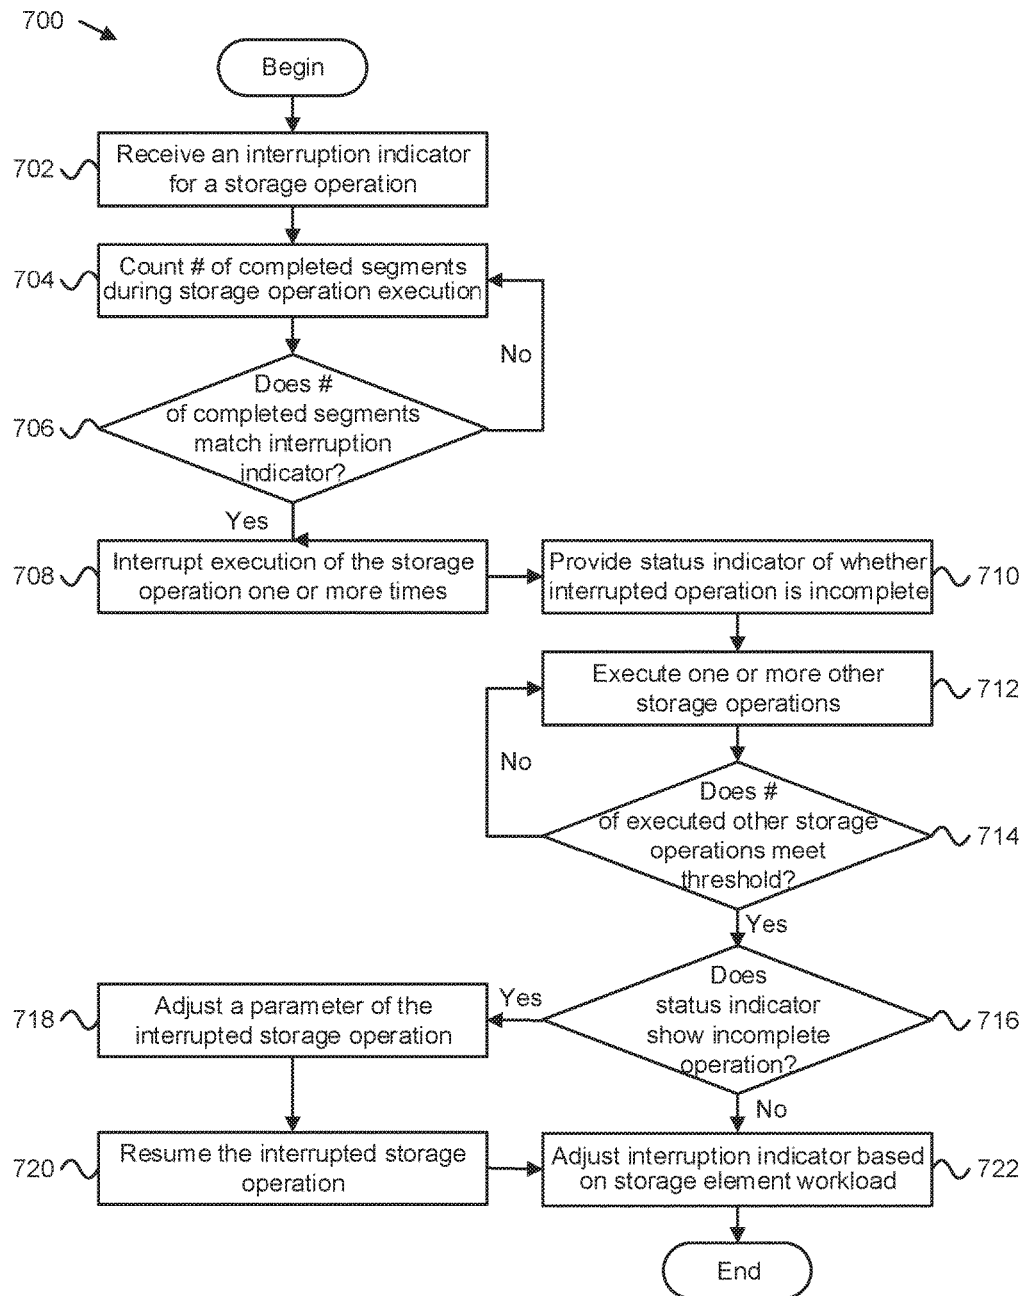 700
Begin
702
Receive an interruption indicator
for a storage operation
704
Count # of completed segments
during storage operation execution
No
706
Does #
of completed segments
match interruption
indicator?
Yes
708
Interrupt execution of the storage
operation one or more times
Provide status indicator of whether
interrupted operation is incomplete
710
Execute one or more other
storage operations
712
No
Does #
of executed other storage
operations meet
threshold?
714
Yes
Does
status indicator
show incomplete
operation?
716
Yes
718
Adjust a parameter of the
interrupted storage operation
No
720
Resume the interrupted storage
operation
Adjust interruption indicator based
on storage element workload
722
End